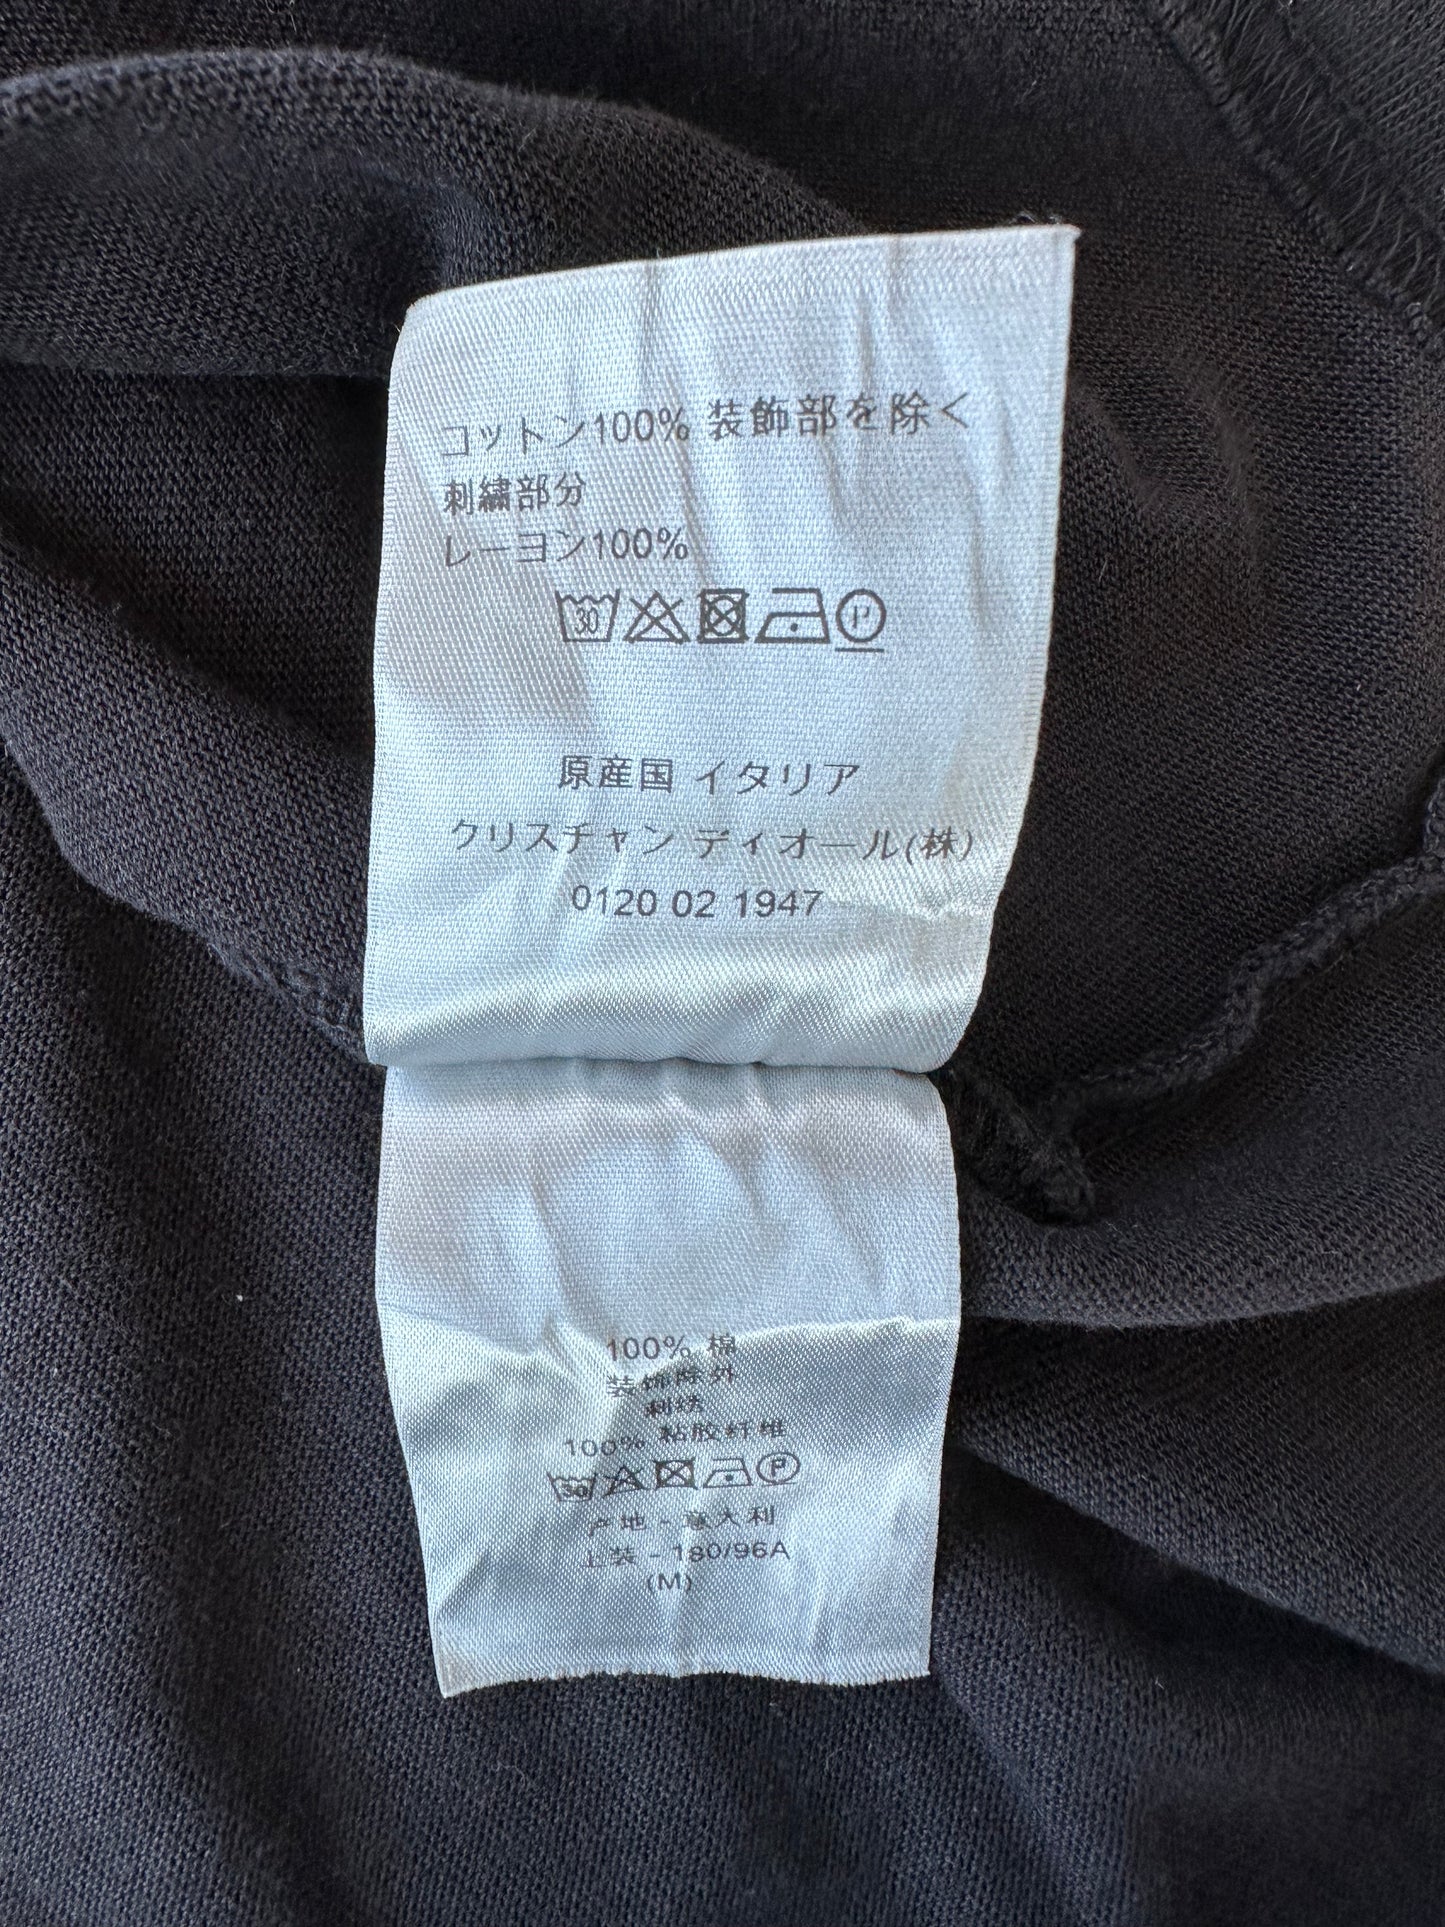 コットン100% 装飾部を除く
刺繍部分
レーヨン100%
30 P
原産国 イタリア
クリスチャン ディオール(株)
0120 02 1947
100% 棉
装饰除外
刺绣
100% 粘胶纤维
30 P
产地 - 意大利
上装 - 180/96A
(M)